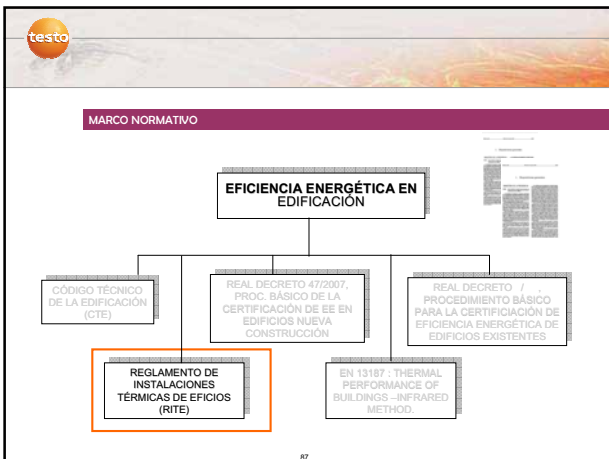 testo
MARCO NORMATIVO
EFICIENCIA ENERGÉTICA EN
EDIFICACIÓN
CÓDIGO TÉCNICO
DE LA EDIFICACIÓN
(CTE)
REAL DECRETO 47/2007,
PROC. BÁSICO DE LA
CERTIFICACIÓN DE EE EN
EDIFICIOS NUEVA
CONSTRUCCIÓN
REAL DECRETO / ,
PROCEDIMIENTO BÁSICO
PARA LA CERTIFICIACIÓN DE
EFICIENCIA ENERGÉTICA DE
EDIFICIOS EXISTENTES
REGLAMENTO DE
INSTALACIONES
TÉRMICAS DE EFICIOS
(RITE)
EN 13187 : THERMAL
PERFORMANCE OF
BUILDINGS –INFRARED
METHOD.
87